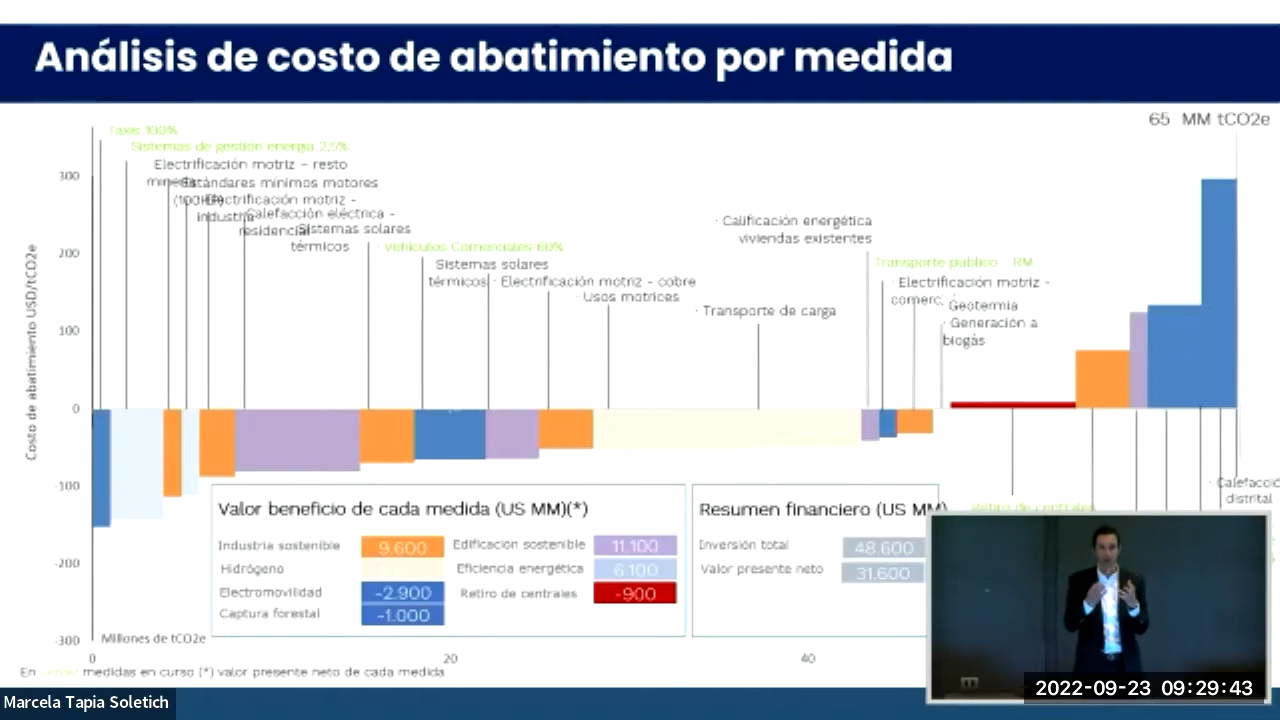 Análisis de costo de abatimiento por medida
65 MM tCO2e
Taxis 100%
Sistemas de gestión energía 2,5%
Electrificación motriz – resto
Estándares mínimos motores
Electrificación motriz -
industria
Calefacción eléctrica -
residencial
Sistemas solares
térmicos
· Vehículos Comerciales 60%
Sistemas solares
térmicos
· Electrificación motriz - cobre
· Usos motrices
· Transporte de carga
· Calificación energética
viviendas existentes
Transporte público RM
· Electrificación motriz -
· Geotermia
· Generación a
biogás
300
200
100
0
-100
-200
-300
Costo de abatimiento USD/tCO2e
Millones de tCO2e
0
20
40
Valor beneficio de cada medida (US MM)(*)
Industria sostenible 9.600
Edificación sostenible 11.100
Hidrógeno
Eficiencia energética 6.100
Electromovilidad -2.900
Retiro de centrales -900
Captura forestal -1.000
Resumen financiero (US MM)
Inversión total 48.600
Valor presente neto 31.600
Retiro de centrales
distrital
En
medidas en curso (*) valor presente neto de cada medida
Marcela Tapia Soletich
2022-09-23 09:29:43